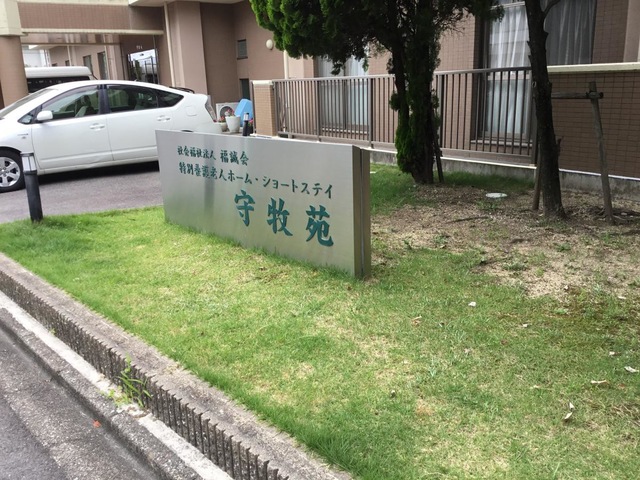 社会福祉法人 福誠会
特別養護老人ホーム・ショートステイ
守牧苑